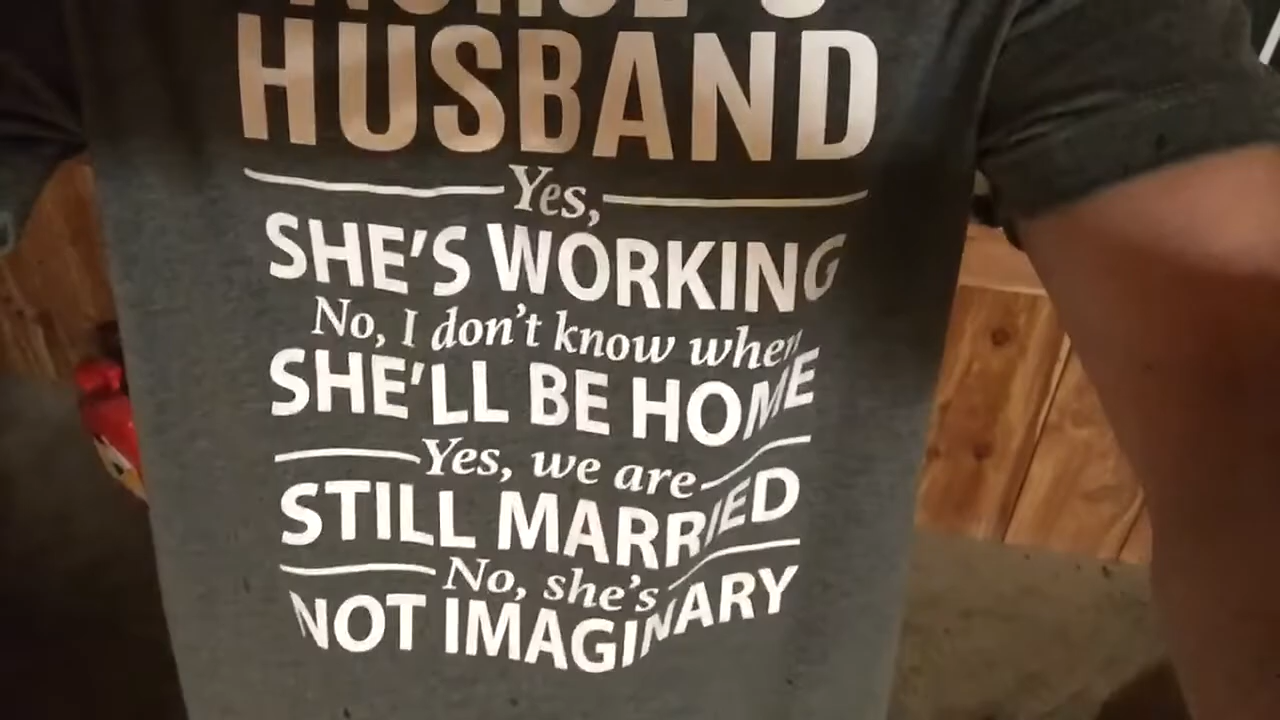 NURSE'S
HUSBAND
Yes,
SHE'S WORKING
No, I don't know when
SHE'LL BE HOME
Yes, we are
STILL MARRIED
No, she's
NOT IMAGINARY